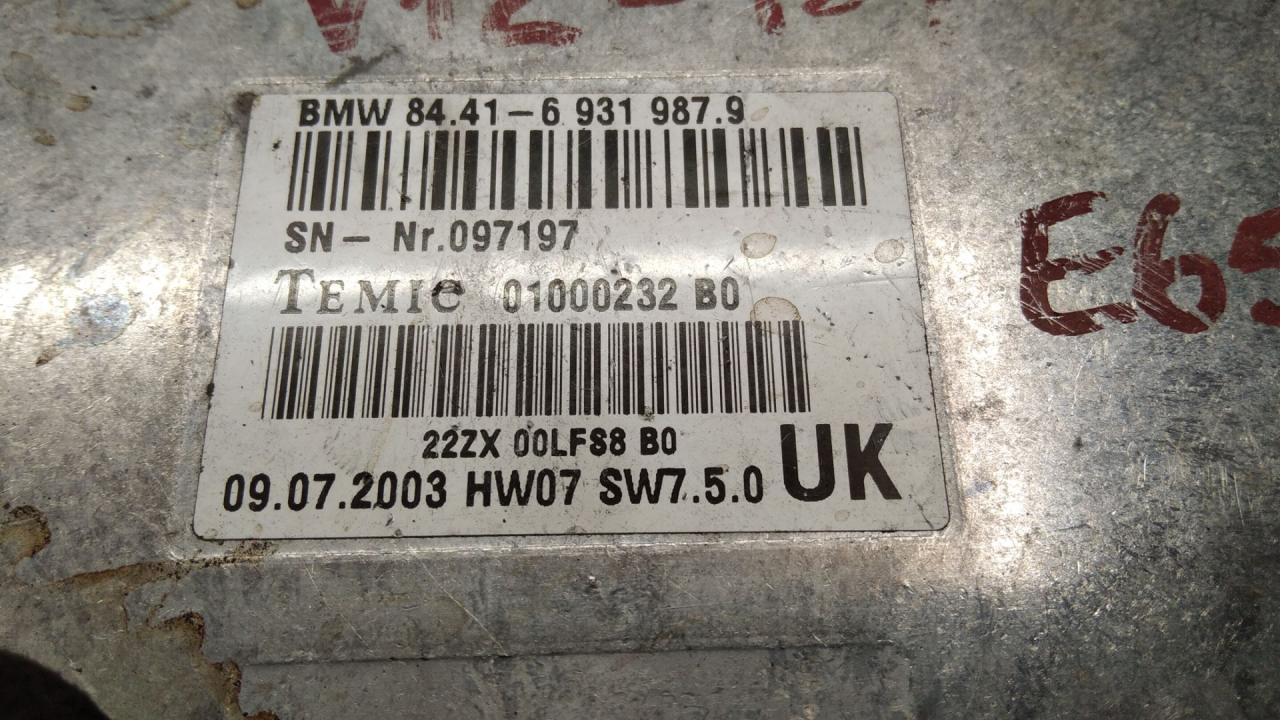 BMW 84.41-6 931 987.9
SN- Nr.097197
TEMIC 01000232 B0
22ZX 00LFS8 B0
09.07.2003 HW07 SW7.5.0 UK